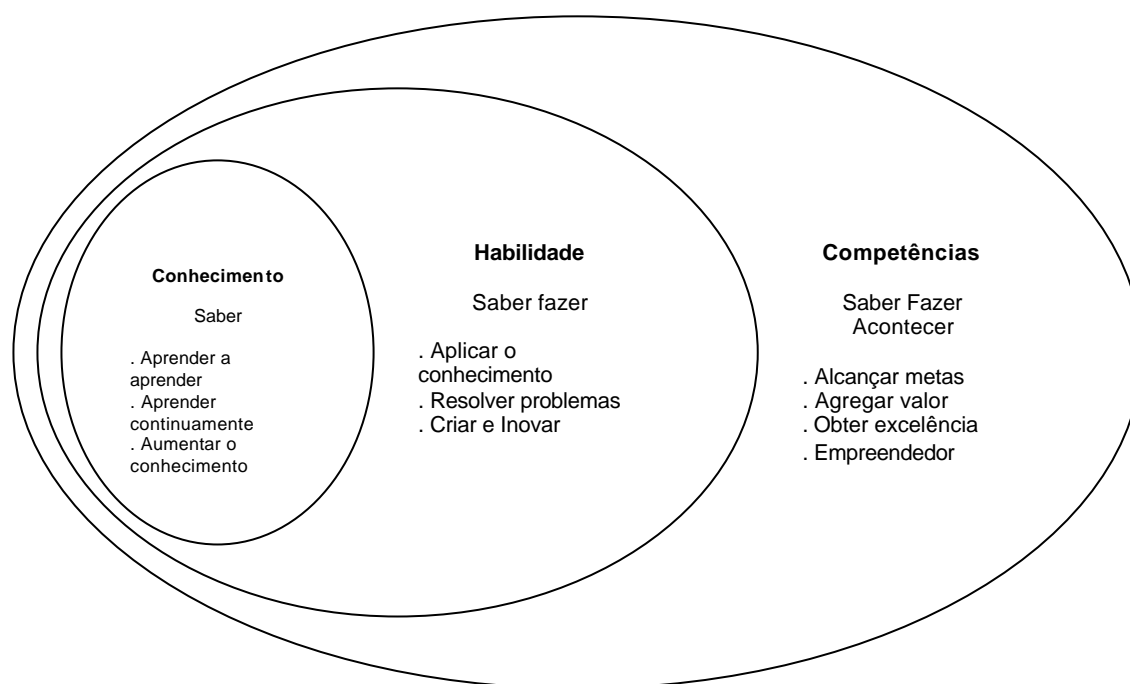 Conhecimento
Saber
. Aprender a
aprender
. Aprender
continuamente
. Aumentar o
conhecimento
Habilidade
Saber fazer
. Aplicar o
conhecimento
. Resolver problemas
. Criar e Inovar
Competências
Saber Fazer
Acontecer
. Alcançar metas
. Agregar valor
. Obter excelência
. Empreendedor